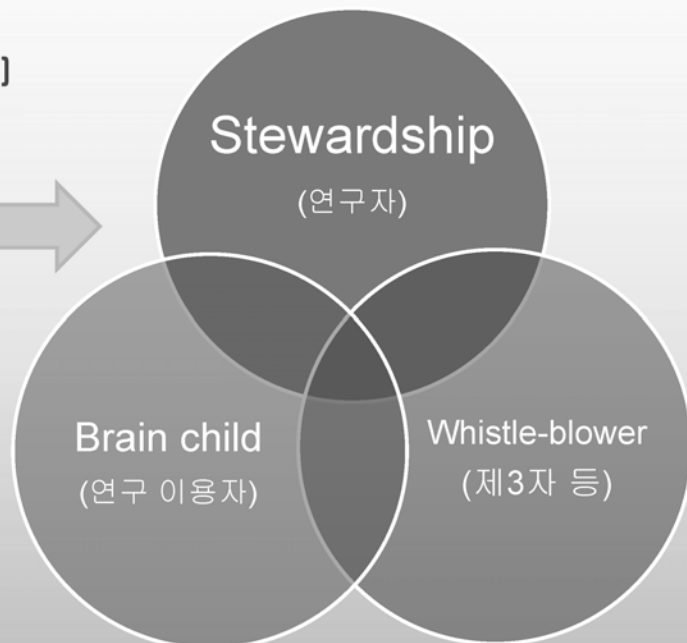 ]
Stewardship
(연구자)
Brain child
(연구 이용자)
Whistle-blower
(제3자 등)